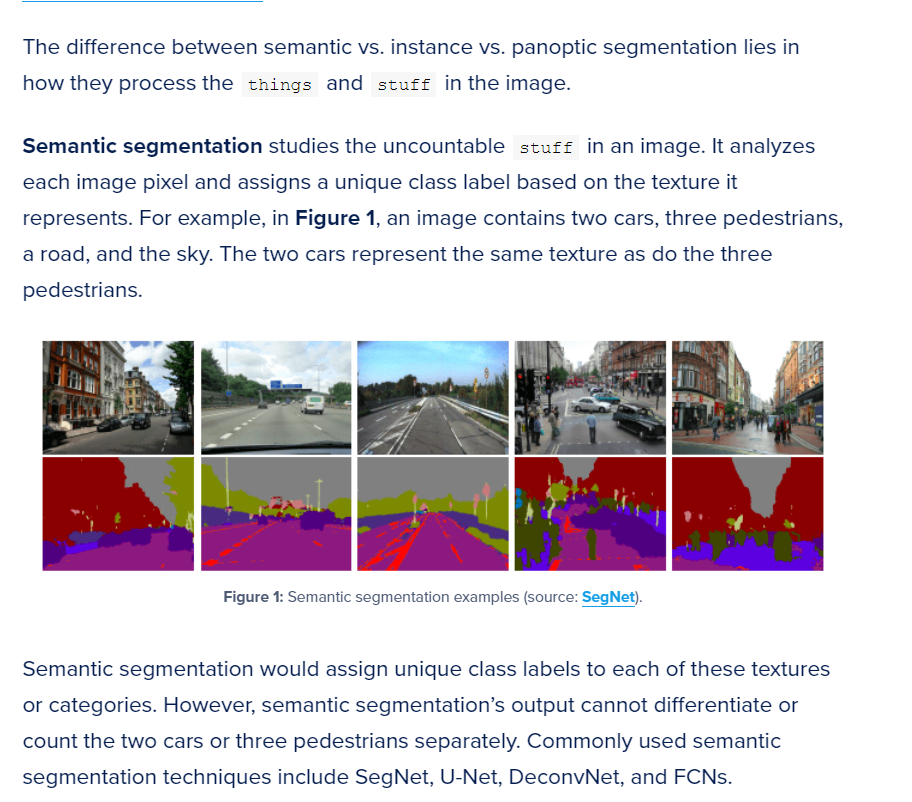 The difference between semantic vs. instance vs. panoptic segmentation lies in
how they process the things and stuff in the image.
Semantic segmentation studies the uncountable stuff in an image. It analyzes
each image pixel and assigns a unique class label based on the texture it
represents. For example, in Figure 1, an image contains two cars, three pedestrians,
a road, and the sky. The two cars represent the same texture as do the three
pedestrians.
Figure 1: Semantic segmentation examples (source: SegNet).
Semantic segmentation would assign unique class labels to each of these textures
or categories. However, semantic segmentation’s output cannot differentiate or
count the two cars or three pedestrians separately. Commonly used semantic
segmentation techniques include SegNet, U-Net, DeconvNet, and FCNs.